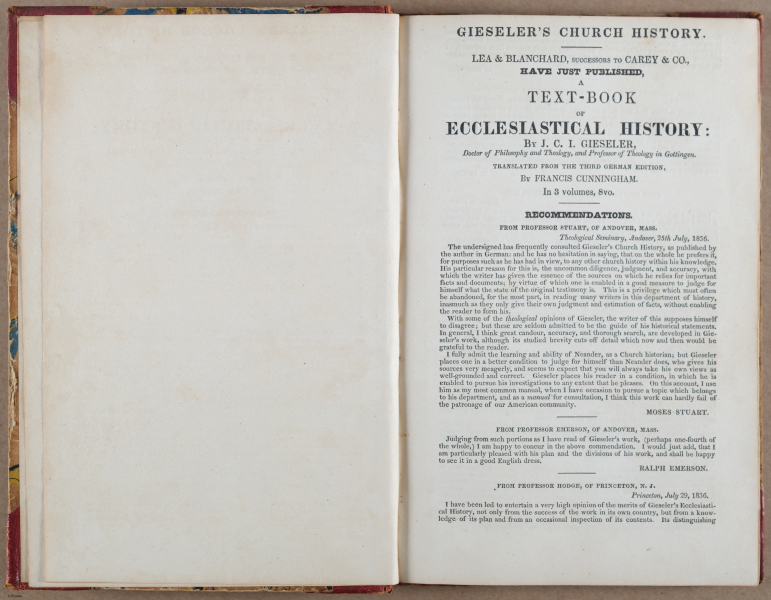 GIESELER'S CHURCH HISTORY.
LEA & BLANCHARD, SUCCESSORS TO CAREY & CO.,
HAVE JUST PUBLISHED,
A
TEXT-BOOK
OF
ECCLESIASTICAL HISTORY:
By J. C. I. GIESELER,
Doctor of Philosophy and Theology, and Professor of Theology in Gottingen.
TRANSLATED FROM THE THIRD GERMAN EDITION,
By FRANCIS CUNNINGHAM.
In 3 volumes, 8vo.
RECOMMENDATIONS.
FROM PROFESSOR STUART, OF ANDOVER, MASS.
Theological Seminary, Andover, 25th July, 1836.
The undersigned has frequently consulted Gieseler's Church History, as published by
the author in German: and he has no hesitation in saying, that on the whole he prefers it,
for purposes such as he has had in view, to any other church history within his knowledge.
His particular reason for this is, the uncommon diligence, judgment, and accuracy, with
which the writer has given the essence of the sources on which he relies for important
facts and documents; by virtue of which one is enabled in a good measure to judge for
himself what the state of the original testimony is. This is a privilege which must often
be abandoned, for the most part, in reading many writers in this department of history,
inasmuch as they only give their own judgment and estimation of facts, without enabling
the reader to form his.
With some of the theological opinions of Gieseler, the writer of this supposes himself
to disagree; but these are seldom admitted to be the guide of his historical statements.
In general, I think great candour, accuracy, and thorough search, are developed in Gie-
seler's work, although its studied brevity cuts off detail which now and then would be
grateful to the reader.
I fully admit the learning and ability of Neander, as a Church historian; but Gieseler
places one in a better condition to judge for himself than Neander does, who gives his
sources very meagerly, and seems to expect that you will always take his own views as
well-grounded and correct. Gieseler places his reader in a condition, in which he is
enabled to pursue his investigations to any extent that he pleases. On this account, I use
him as my most common manual, when I have occasion to pursue a topic which belongs
to his department, and as a manual for consultation, I think this work can hardly fail of
the patronage of our American community.
MOSES STUART.
FROM PROFESSOR EMERSON, OF ANDOVER, MASS.
Judging from such portions as I have read of Gieseler's work, (perhaps one-fourth of
the whole,) I am happy to concur in the above commendation. I would just add, that I
am particularly pleased with his plan and the divisions of his work, and shall be happy
to see it in a good English dress.
RALPH EMERSON.
FROM PROFESSOR HODGE, OF PRINCETON, N. J.
Princeton, July 29, 1836.
I have been led to entertain a very high opinion of the merits of Gieseler's Ecclesiasti-
cal History, not only from the success of the work in its own country, but from a know-
ledge of its plan and from an occasional inspection of its contents. Its distinguishing